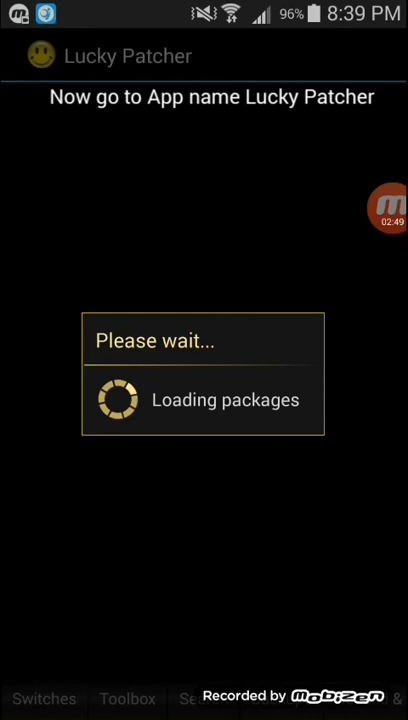 96% 8:39 PM
Lucky Patcher
Now go to App name Lucky Patcher
02:49
Please wait...
Loading packages
Switches Toolbox
Recorded by Mobizen